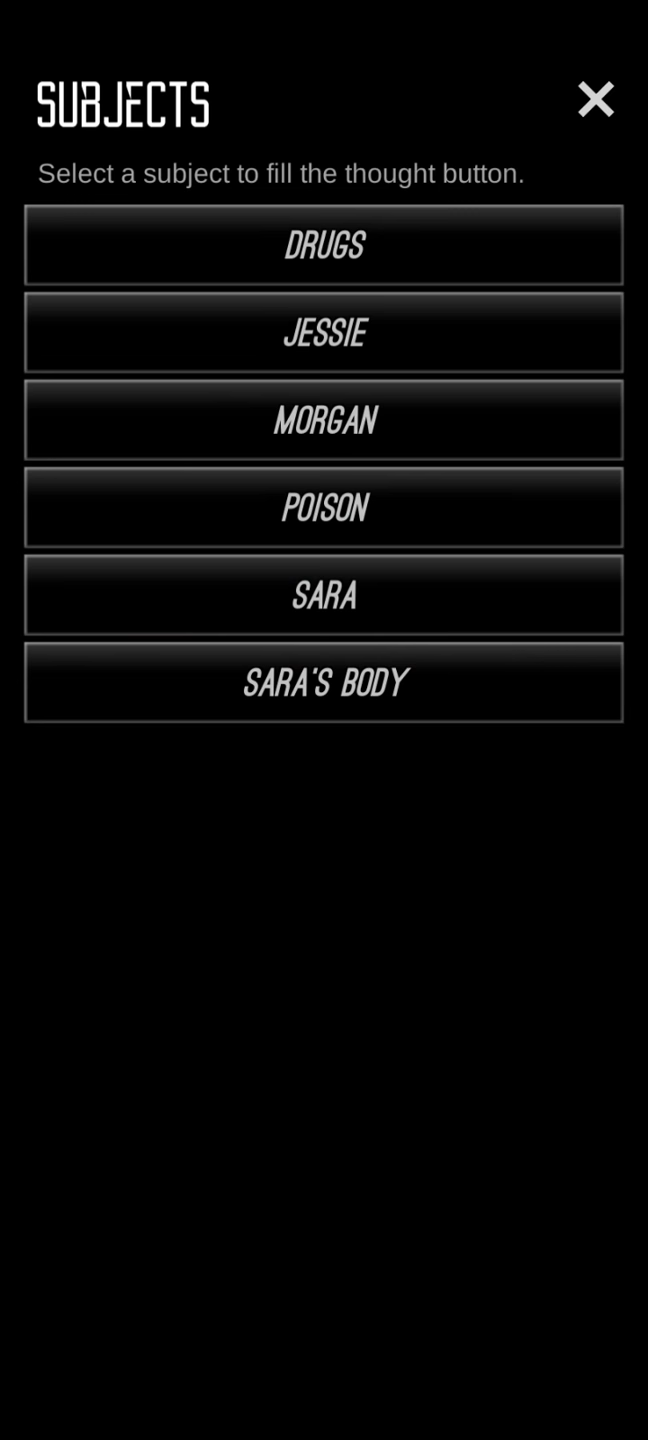 SUBJECTS
Select a subject to fill the thought button.
DRUGS
JESSIE
MORGAN
POISON
SARA
SARA'S BODY